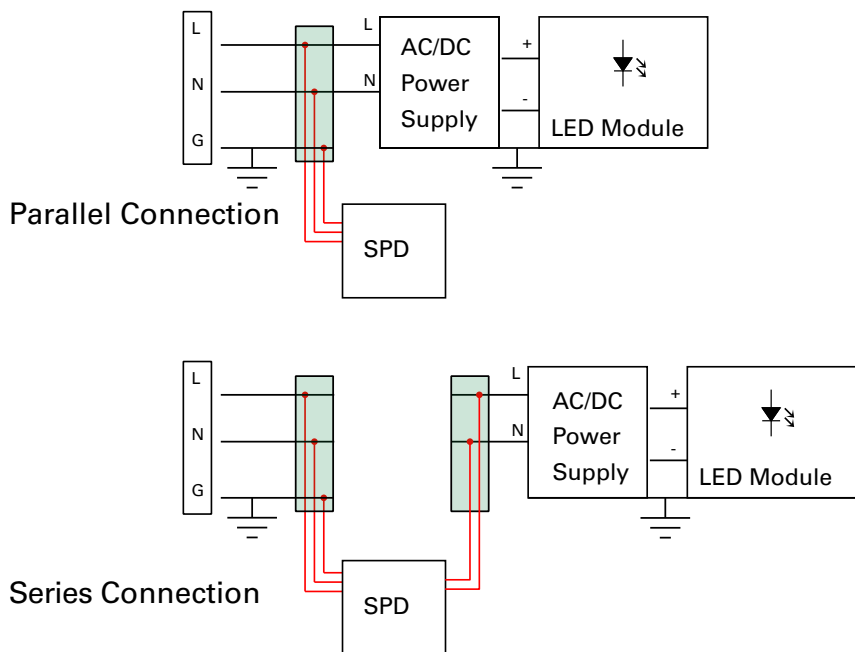 L
N
G
L
N
AC/DC
Power
Supply
+
-
LED Module
Parallel Connection
SPD
L
N
G
L
N
AC/DC
Power
Supply
+
-
LED Module
Series Connection
SPD